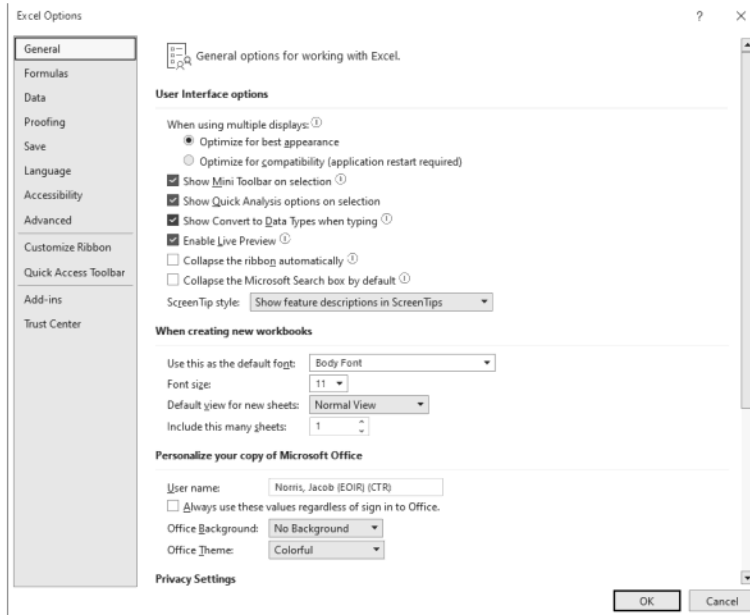 Excel Options
? ×
General
Formulas
Data
Proofing
Save
Language
Accessibility
Advanced
Customize Ribbon
Quick Access Toolbar
Add-ins
Trust Center
General options for working with Excel.
User Interface options
When using multiple displays:
Optimize for best appearance
Optimize for compatibility (application restart required)
Show Mini Toolbar on selection
Show Quick Analysis options on selection
Show Convert to Data Types when typing
Enable Live Preview
Collapse the ribbon automatically
Collapse the Microsoft Search box by default
ScreenTip style: Show feature descriptions in ScreenTips
When creating new workbooks
Use this as the default font: Body Font
Font size: 11
Default view for new sheets: Normal View
Include this many sheets: 1
Personalize your copy of Microsoft Office
User name: Norris, Jacob (EOIR) (CTR)
Always use these values regardless of sign in to Office.
Office Background: No Background
Office Theme: Colorful
Privacy Settings
OK Cancel